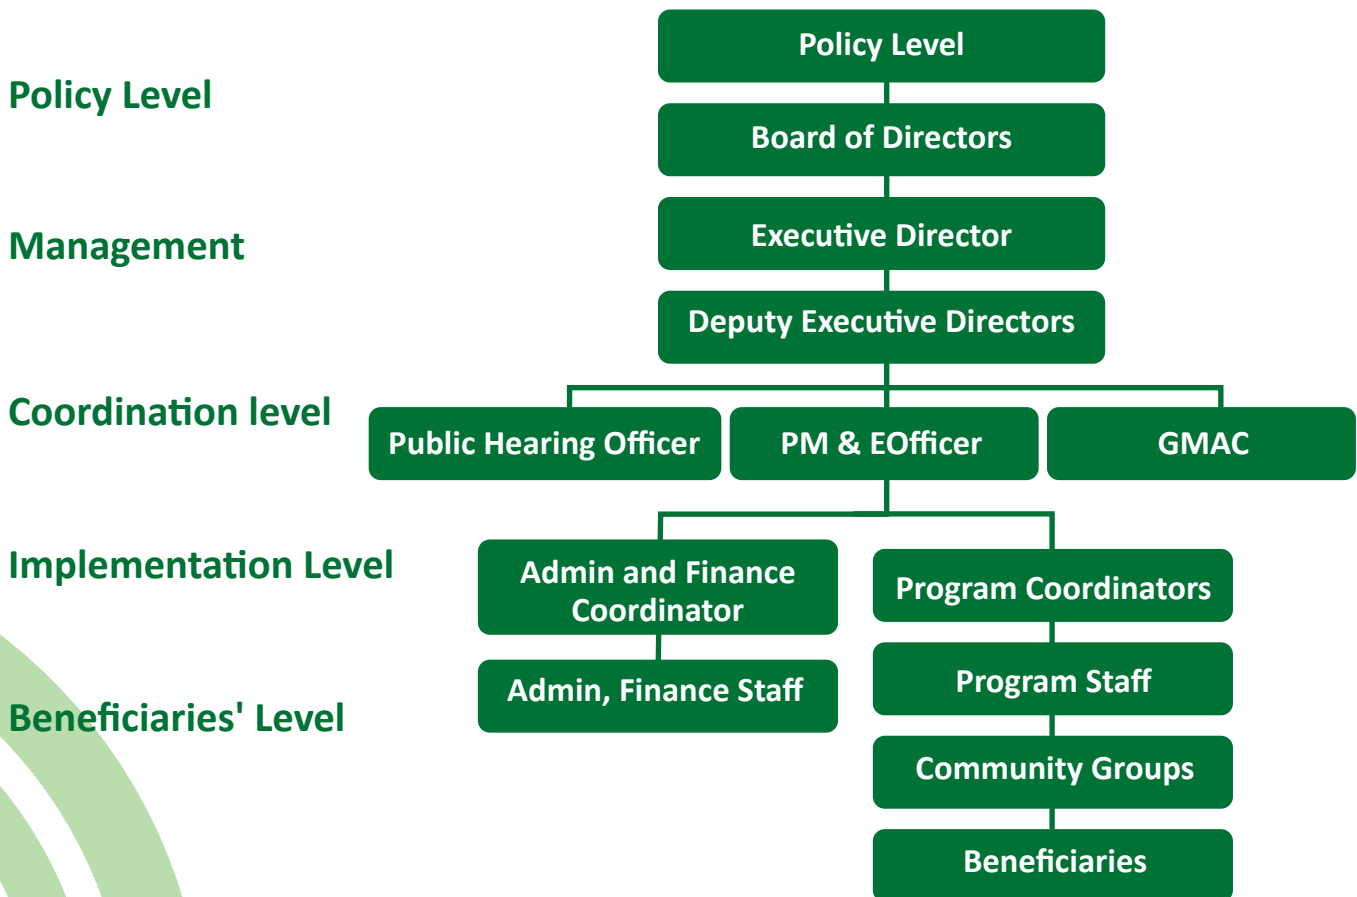 Policy Level
Policy Level
Board of Directors
Management
Executive Director
Deputy Executive Directors
Coordination level
Public Hearing Officer
PM & EOfficer
GMAC
Implementation Level
Admin and Finance
Coordinator
Program Coordinators
Admin, Finance Staff
Program Staff
Beneficiaries' Level
Community Groups
Beneficiaries